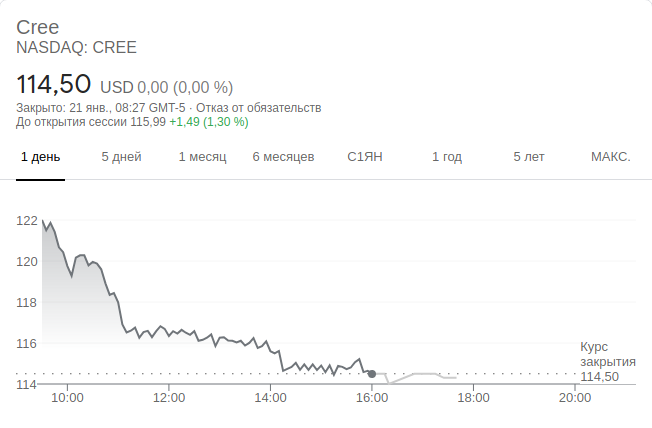 Cree
NASDAQ: CREE
114,50 USD 0,00 (0,00 %)
Закрыто: 21 янв., 08:27 GMT-5 · Отказ от обязательств
До открытия сессии 115,99 +1,49 (1,30 %)
1 день 5 дней 1 месяц 6 месяцев С1ЯН 1 год 5 лет МАКС.
122
120
118
116
114
Курс
закрытия
114,50
10:00 12:00 14:00 16:00 18:00 20:00